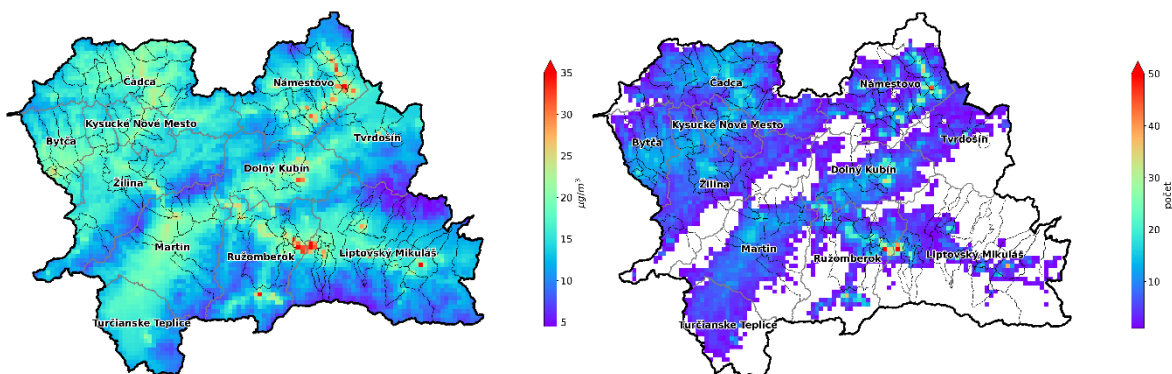 Čadca
Námestovo
Kysucké Nové Mesto
Tvrdošín
Bytča
Dolný Kubín
Žilina
Martin
Ružomberok
Liptovský Mikuláš
Turčianske Teplice
35
30
25
20
15
10
5
µg/m³
Čadca
Námestovo
Kysucké Nové Mesto
Tvrdošín
Bytča
Dolný Kubín
Žilina
Martin
Ružomberok
Liptovský Mikuláš
Turčianske Teplice
50
40
30
20
10
počet